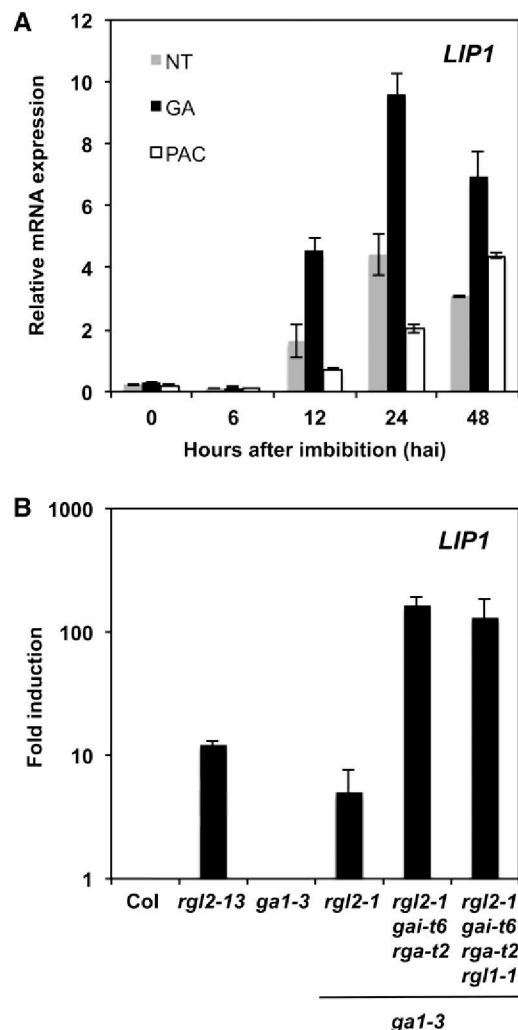 A
LIP1
NT
GA
PAC
Relative mRNA expression
12
10
8
6
4
2
0
0 6 12 24 48
Hours after imbibition (hai)
B
LIP1
Fold induction
1000
100
10
1
Col rgl2-13 ga1-3 rgl2-1 rgl2-1 rgl2-1
gai-t6 gai-t6
rga-t2 rga-t2
rgl1-1
ga1-3